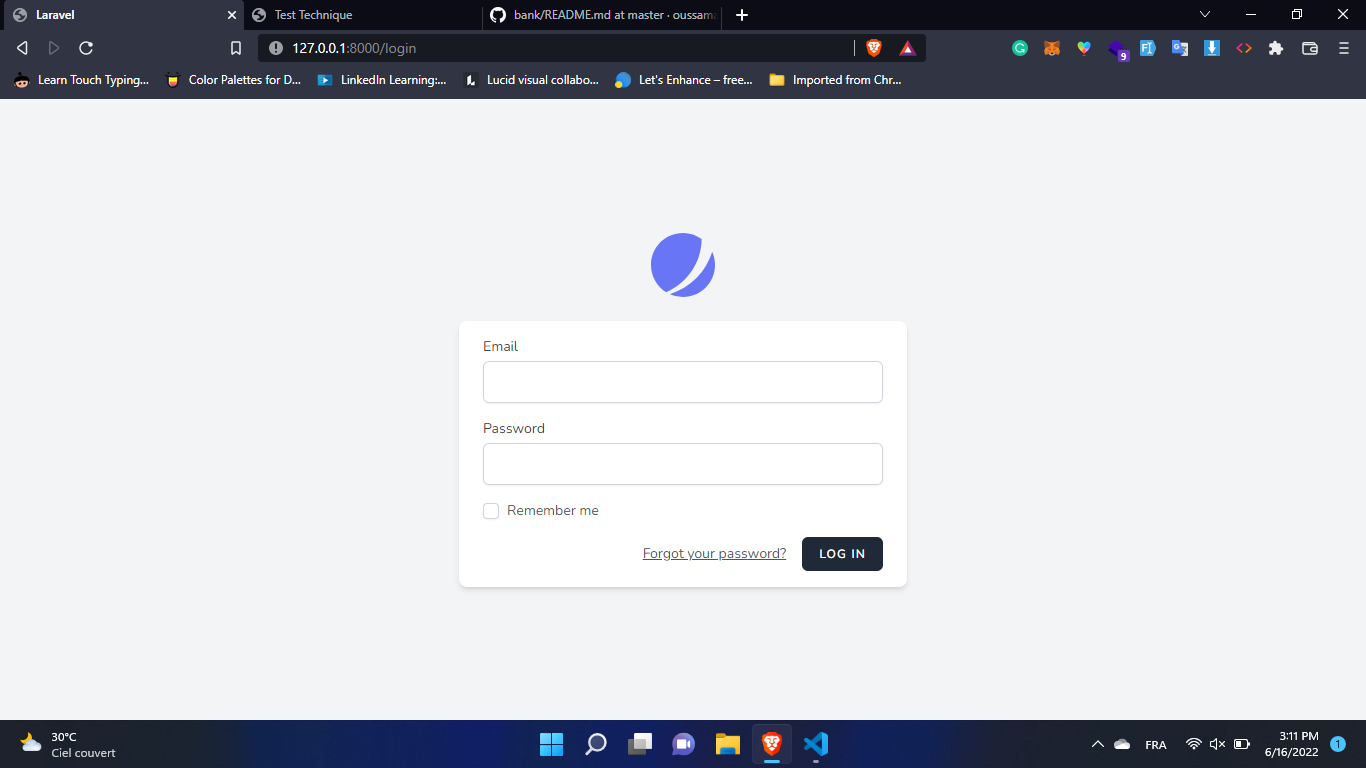 Laravel
Test Technique
bank/README.md at master · oussam
127.0.0.1:8000/login
9
Learn Touch Typing...
Color Palettes for D...
LinkedIn Learning:...
Lucid visual collabo...
Let's Enhance – free...
Imported from Chr...
Email
Password
Remember me
Forgot your password?
LOG IN
30°C
Ciel couvert
FRA
3:11 PM
6/16/2022
1